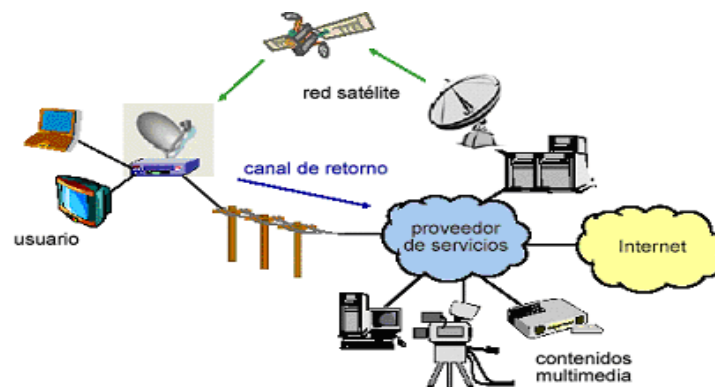 red satélite
canal de retorno
usuario
proveedor
de servicios
Internet
contenidos
multimedia